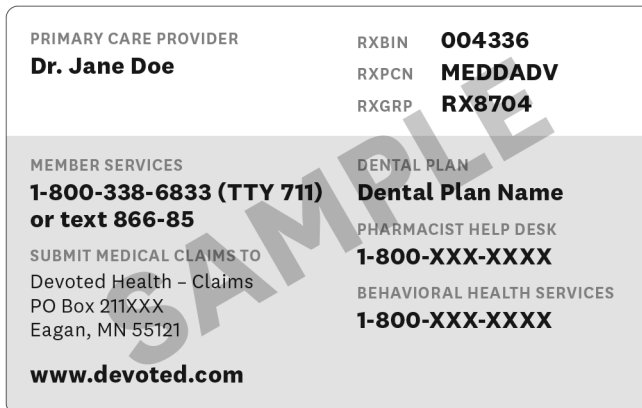 PRIMARY CARE PROVIDER
Dr. Jane Doe
RXBIN 004336
RXPCN MEDDADV
RXGRP RX8704
MEMBER SERVICES
1-800-338-6833 (TTY 711)
or text 866-85
SUBMIT MEDICAL CLAIMS TO
Devoted Health – Claims
PO Box 211XXX
Eagan, MN 55121
www.devoted.com
DENTAL PLAN
Dental Plan Name
PHARMACIST HELP DESK
1-800-XXX-XXXX
BEHAVIORAL HEALTH SERVICES
1-800-XXX-XXXX
SAMPLE